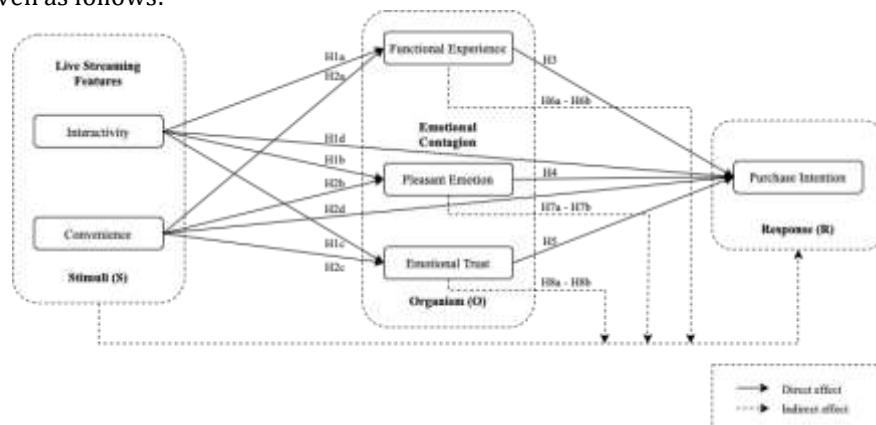 ven as follows:
Live Streaming
Features
Interactivity
Convenience
Stimuli (S)
H1a
H2a
H1d
H1b
H2b
H2d
H1c
H2c
Functional Experience
Emotional
Contagion
Pleasant Emotion
Emotional Trust
Organism (O)
H3
H6a - H6b
H4
H7a - H7b
H5
H8a - H8b
Purchase Intention
Response (R)
Direct effect
Indirect effect